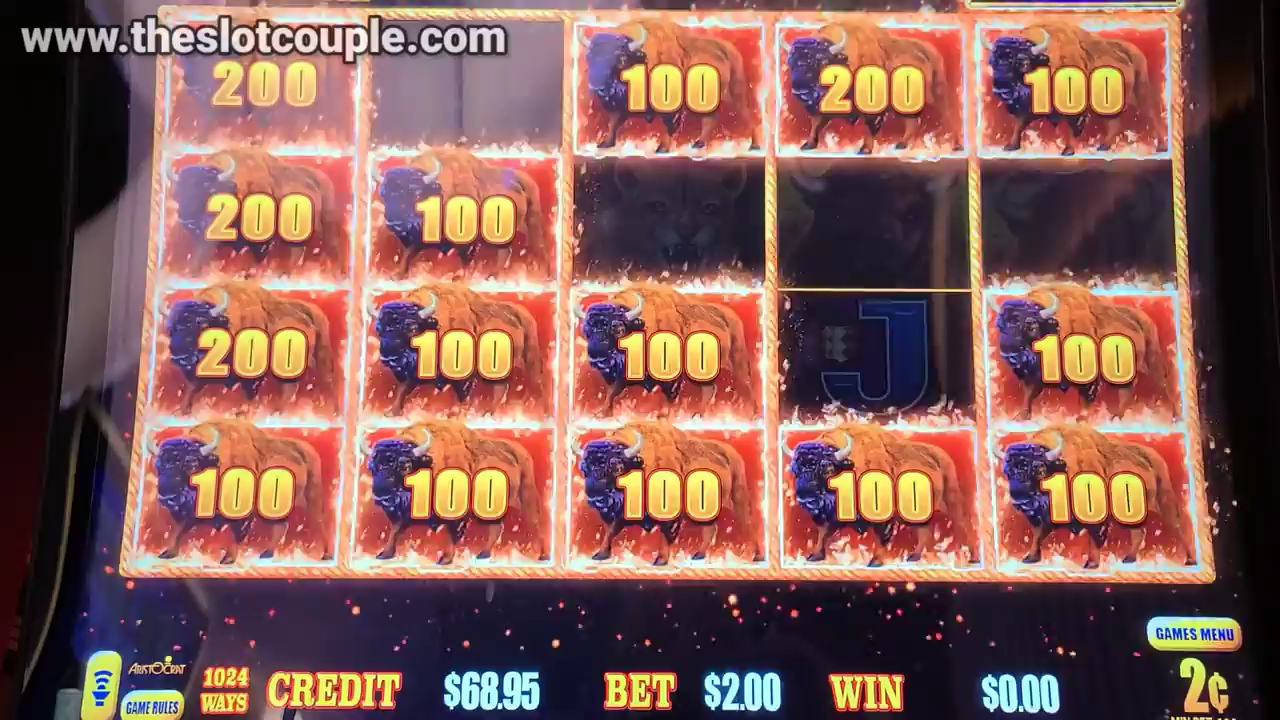 www.theslotcouple.com
200 100 200 100
200 100
200 100 100 J 100
100 100 100 100 100
GAMES MENU
ARISTOCRAT
GAME RULES
1024 WAYS
CREDIT $68.95 BET $2.00 WIN $0.00
2¢